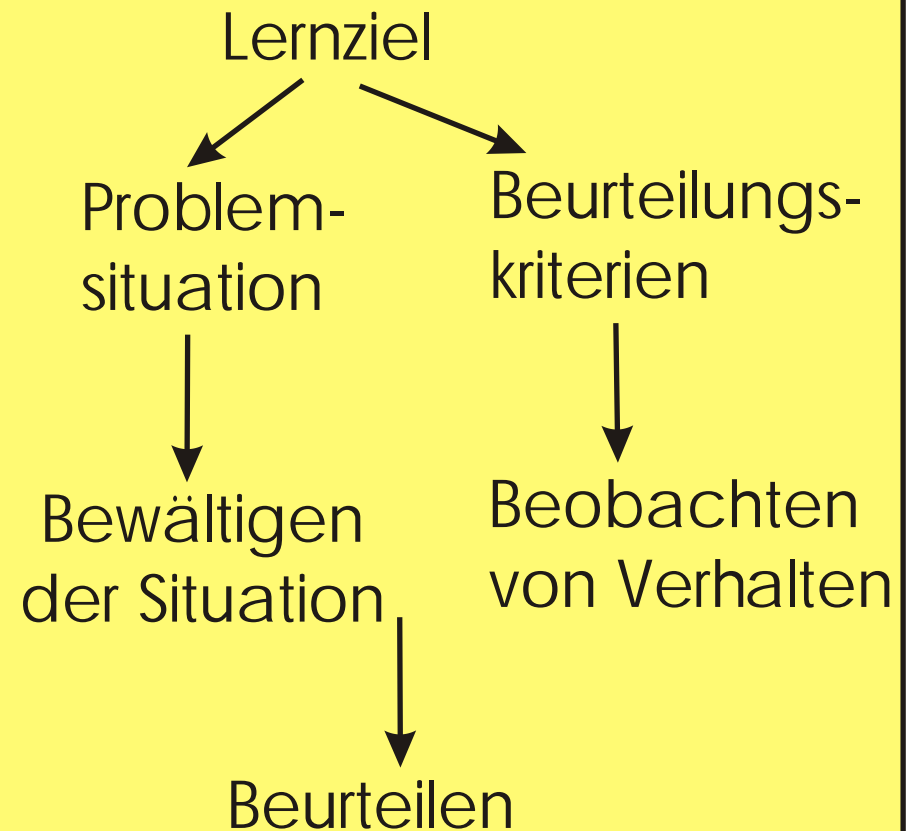 Lernziel
Problem-
situation
Beurteilungs-
kriterien
Bewältigen
der Situation
Beobachten
von Verhalten
Beurteilen